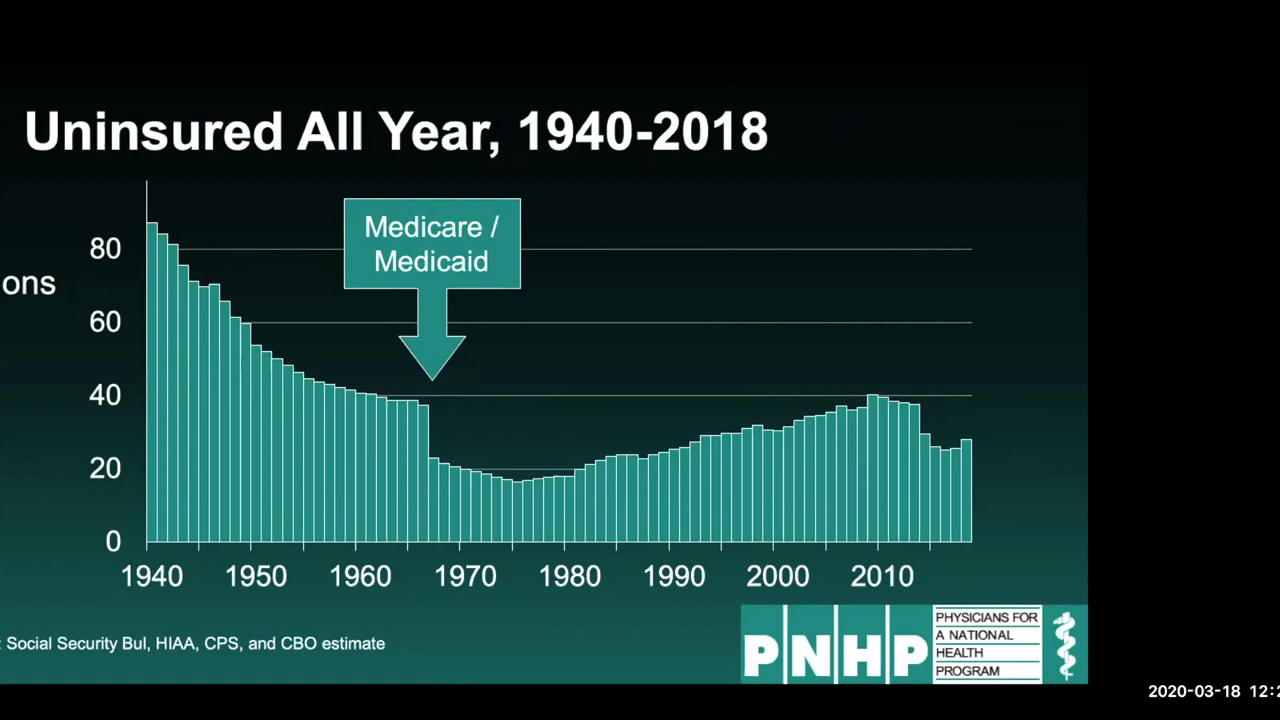 Uninsured All Year, 1940-2018
Medicare /
Medicaid
80
ons
60
40
20
0
1940 1950 1960 1970 1980 1990 2000 2010
: Social Security Bul, HIAA, CPS, and CBO estimate
PNHP
PHYSICIANS FOR
A NATIONAL
HEALTH
PROGRAM
2020-03-18 12:2